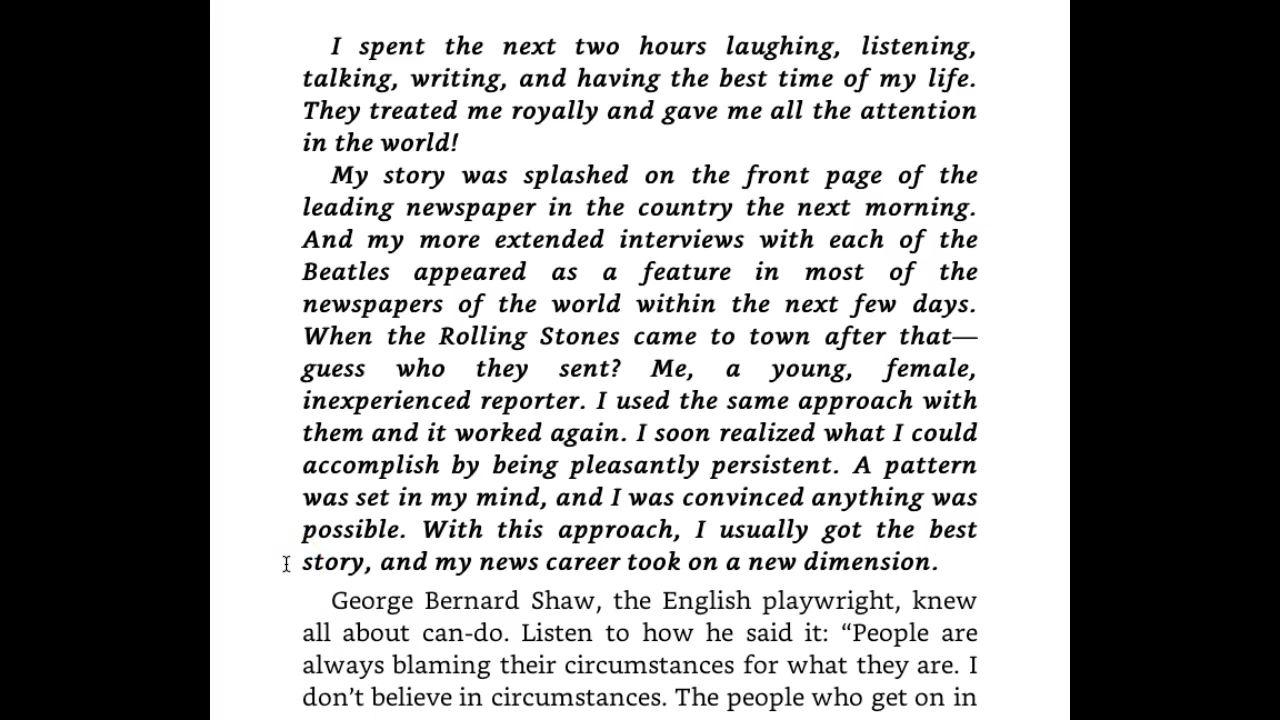 I spent the next two hours laughing, listening,
talking, writing, and having the best time of my life.
They treated me royally and gave me all the attention
in the world!
My story was splashed on the front page of the
leading newspaper in the country the next morning.
And my more extended interviews with each of the
Beatles appeared as a feature in most of the
newspapers of the world within the next few days.
When the Rolling Stones came to town after that—
guess who they sent? Me, a young, female,
inexperienced reporter. I used the same approach with
them and it worked again. I soon realized what I could
accomplish by being pleasantly persistent. A pattern
was set in my mind, and I was convinced anything was
possible. With this approach, I usually got the best
story, and my news career took on a new dimension.
George Bernard Shaw, the English playwright, knew
all about can-do. Listen to how he said it: “People are
always blaming their circumstances for what they are. I
don’t believe in circumstances. The people who get on in